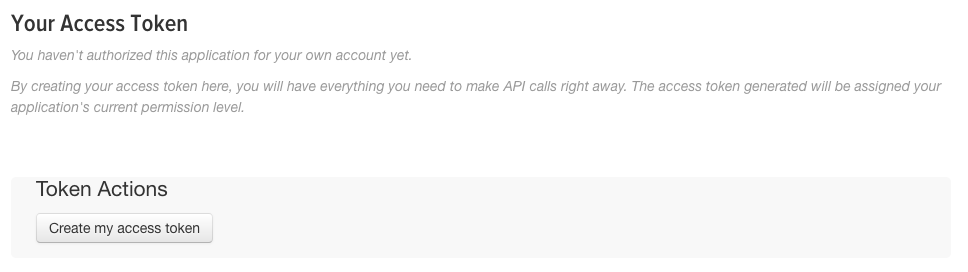 Your Access Token
You haven't authorized this application for your own account yet.
By creating your access token here, you will have everything you need to make API calls right away. The access token generated will be assigned your
application's current permission level.
Token Actions
Create my access token